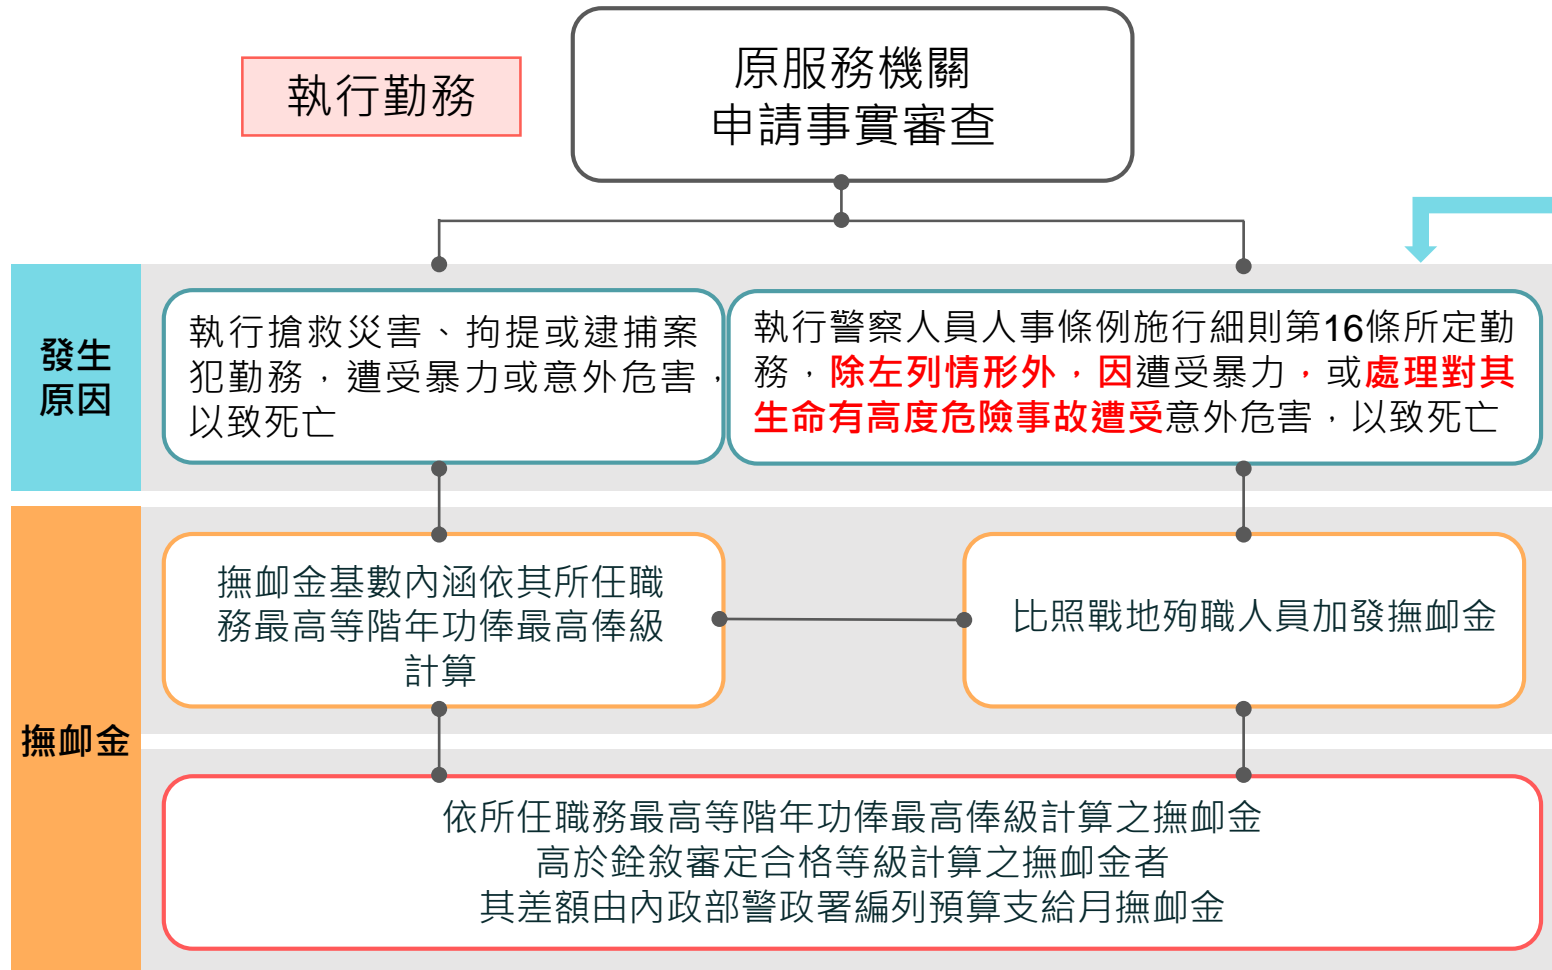 執行勤務
原服務機關
申請事實審查
發生
原因
執行搶救災害、拘提或逮捕案
犯勤務，遭受暴力或意外危害，
以致死亡
執行警察人員人事條例施行細則第16條所定勤
務，除左列情形外，因遭受暴力，或處理對其
生命有高度危險事故遭受意外危害，以致死亡
撫卹金
撫卹金基數內涵依其所任職
務最高等階年功俸最高俸級
計算
比照戰地殉職人員加發撫卹金
依所任職務最高等階年功俸最高俸級計算之撫卹金
高於銓敘審定合格等級計算之撫卹金者
其差額由內政部警政署編列預算支給月撫卹金